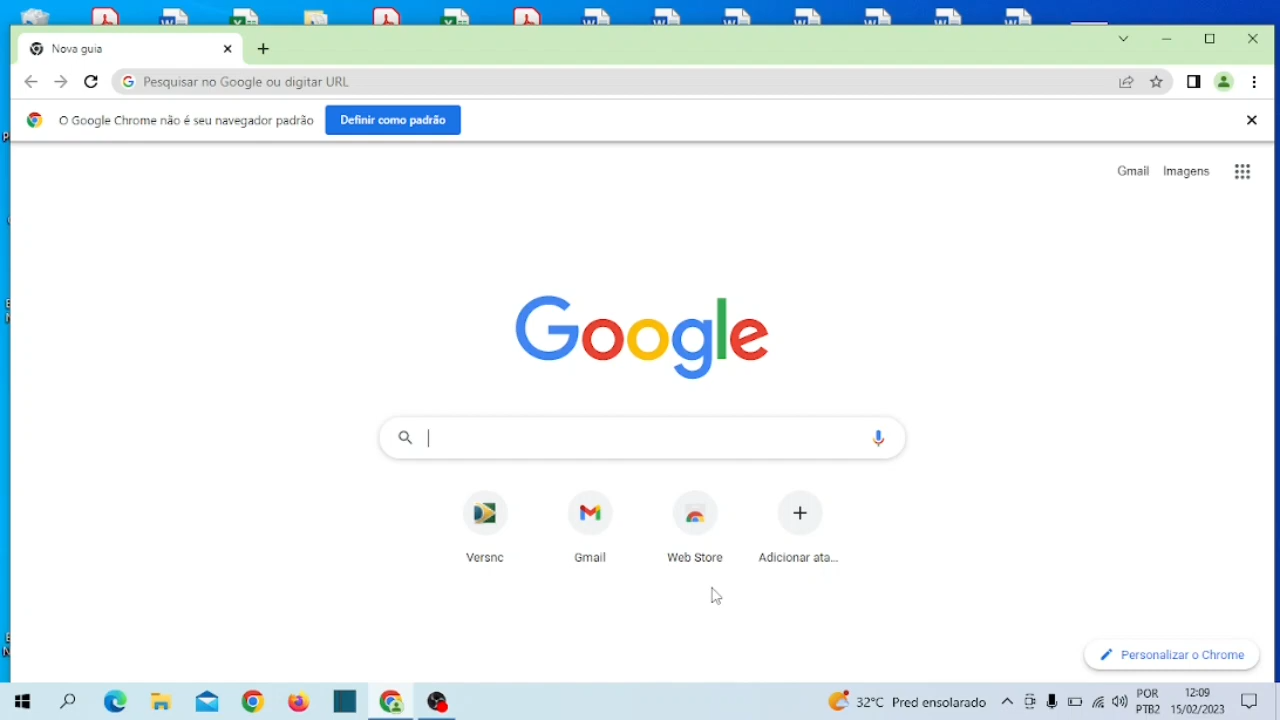 Nova guia
Pesquisar no Google ou digitar URL
O Google Chrome não é seu navegador padrão
Definir como padrão
Gmail
Imagens
Google
Versnc
Gmail
Web Store
Adicionar ata...
Personalizar o Chrome
32°C Pred ensolarado
POR
PTB2
12:09
15/02/2023